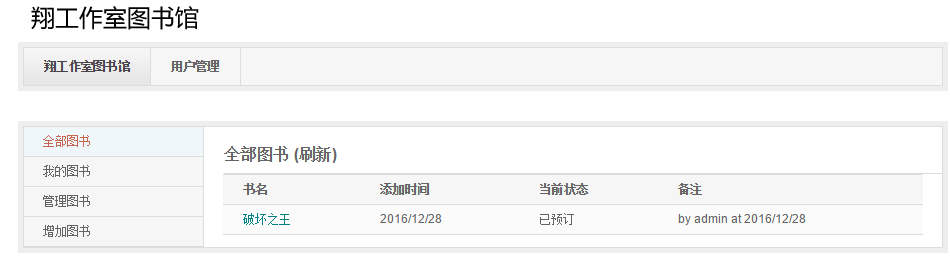 翔工作室图书馆
翔工作室图书馆 用户管理
全部图书
我的图书
管理图书
增加图书
全部图书 (刷新)
书名 添加时间 当前状态 备注
破坏之王 2016/12/28 已预订 by admin at 2016/12/28